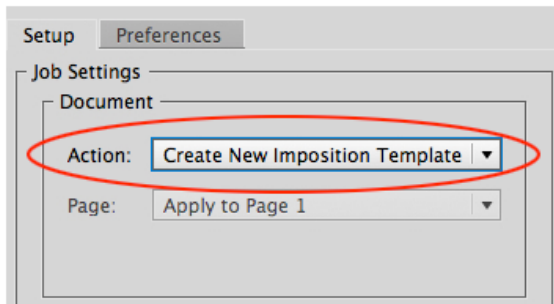 Setup Preferences
Job Settings
Document
Action: Create New Imposition Template
Page: Apply to Page 1